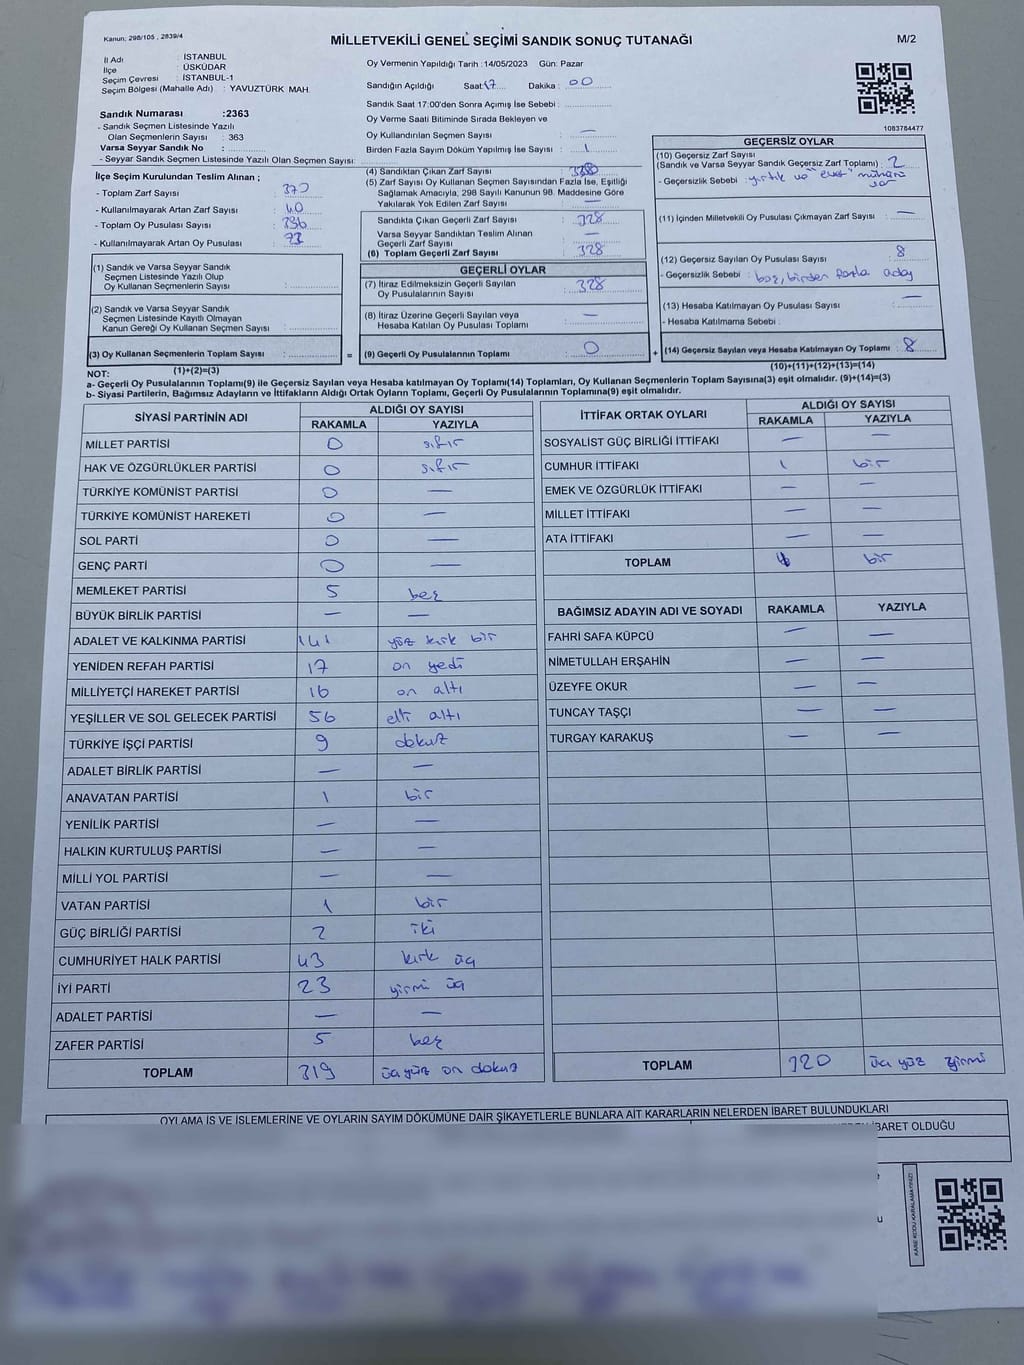 Kanun: 298/105 , 2839/4
MİLLETVEKİLİ GENEL SEÇİMİ SANDIK SONUÇ TUTANAĞI
M/2
İl Adı : İSTANBUL
İlçe : ÜSKÜDAR
Seçim Çevresi : İSTANBUL-1
Seçim Bölgesi (Mahalle Adı) : YAVUZTÜRK MAH.
Sandık Numarası :2363
- Sandık Seçmen Listesinde Yazılı
Olan Seçmenlerin Sayısı : 363
Varsa Seyyar Sandık No :
- Seyyar Sandık Seçmen Listesinde Yazılı Olan Seçmen Sayısı:
Oy Vermenin Yapıldığı Tarih :14/05/2023 Gün: Pazar
Sandığın Açıldığı Saat: 17 Dakika : 00
Sandık Saat 17:00'den Sonra Açımış İse Sebebi :
Oy Verme Saati Bitiminde Sırada Bekleyen ve
Oy Kullandırılan Seçmen Sayısı : —
Birden Fazla Sayım Döküm Yapılmış İse Sayısı : 1
1083784477
İlçe Seçim Kurulundan Teslim Alınan ;
- Toplam Zarf Sayısı : 370
- Kullanılmayarak Artan Zarf Sayısı : 40
- Toplam Oy Pusulası Sayısı : 396
- Kullanılmayarak Artan Oy Pusulası : 73
(1) Sandık ve Varsa Seyyar Sandık
Seçmen Listesinde Yazılı Olup
Oy Kullanan Seçmenlerin Sayısı :
(2) Sandık ve Varsa Seyyar Sandık
Seçmen Listesinde Kayıtlı Olmayan
Kanun Gereği Oy Kullanan Seçmen Sayısı :
(3) Oy Kullanan Seçmenlerin Toplam Sayısı :
(1)+(2)=(3)
(4) Sandıktan Çıkan Zarf Sayısı :
(5) Zarf Sayısı Oy Kullanan Seçmen Sayısından Fazla İse, Eşitliği
Sağlamak Amacıyla, 298 Sayılı Kanunun 98. Maddesine Göre
Yakılarak Yok Edilen Zarf Sayısı : —
Sandıkta Çıkan Geçerli Zarf Sayısı : 328
Varsa Seyyar Sandıktan Teslim Alınan
Geçerli Zarf Sayısı : —
(6) Toplam Geçerli Zarf Sayısı : 328
GEÇERLİ OYLAR
(7) İtiraz Edilmeksizin Geçerli Sayılan
Oy Pusulalarının Sayısı : 328
(8) İtiraz Üzerine Geçerli Sayılan veya
Hesaba Katılan Oy Pusulası Toplamı : —
= (9) Geçerli Oy Pusulalarının Toplamı : 0
GEÇERSİZ OYLAR
(10) Geçersiz Zarf Sayısı
(Sandık ve Varsa Seyyar Sandık Geçersiz Zarf Toplamı) : 2
- Geçersizlik Sebebi : yırtık ve "evet" mührü
var
(11) İçinden Milletvekili Oy Pusulası Çıkmayan Zarf Sayısı : —
(12) Geçersiz Sayılan Oy Pusulası Sayısı : 8
- Geçersizlik Sebebi : boş, birden fazla aday
(13) Hesaba Katılmayan Oy Pusulası Sayısı : —
- Hesaba Katılmama Sebebi :
+ (14) Geçersiz Sayılan veya Hesaba Katılmayan Oy Toplamı : 8
(10)+(11)+(12)+(13)=(14)
NOT:
a- Geçerli Oy Pusulalarının Toplamı(9) ile Geçersiz Sayılan veya Hesaba katılmayan Oy Toplamı(14) Toplamları, Oy Kullanan Seçmenlerin Toplam Sayısına(3) eşit olmalıdır. (9)+(14)=(3)
b- Siyasi Partilerin, Bağımsız Adayların ve İttifakların Aldığı Ortak Oyların Toplamı, Geçerli Oy Pusulalarının Toplamına(9) eşit olmalıdır.
SİYASİ PARTİNİN ADI ALDIĞI OY SAYISI
RAKAMLA YAZIYLA
MİLLET PARTİSİ 0 sıfır
HAK VE ÖZGÜRLÜKLER PARTİSİ 0 sıfır
TÜRKİYE KOMÜNİST PARTİSİ 0 —
TÜRKİYE KOMÜNİST HAREKETİ 0 —
SOL PARTİ 0 —
GENÇ PARTİ 0 —
MEMLEKET PARTİSİ 5 beş
BÜYÜK BİRLİK PARTİSİ — —
ADALET VE KALKINMA PARTİSİ 141 yüz kırk bir
YENİDEN REFAH PARTİSİ 17 on yedi
MİLLİYETÇİ HAREKET PARTİSİ 16 on altı
YEŞİLLER VE SOL GELECEK PARTİSİ 56 elli altı
TÜRKİYE İŞÇİ PARTİSİ 9 dokuz
ADALET BİRLİK PARTİSİ — —
ANAVATAN PARTİSİ 1 bir
YENİLİK PARTİSİ — —
HALKIN KURTULUŞ PARTİSİ — —
MİLLİ YOL PARTİSİ — —
VATAN PARTİSİ 1 bir
GÜÇ BİRLİĞİ PARTİSİ 2 iki
CUMHURİYET HALK PARTİSİ 43 kırk üç
İYİ PARTİ 23 yirmi üç
ADALET PARTİSİ — —
ZAFER PARTİSİ 5 beş
TOPLAM 319 üç yüz on dokuz
İTTİFAK ORTAK OYLARI ALDIĞI OY SAYISI
RAKAMLA YAZIYLA
SOSYALİST GÜÇ BİRLİĞİ İTTİFAKI — —
CUMHUR İTTİFAKI 1 bir
EMEK VE ÖZGÜRLÜK İTTİFAKI — —
MİLLET İTTİFAKI — —
ATA İTTİFAKI — —
TOPLAM bir
BAĞIMSIZ ADAYIN ADI VE SOYADI RAKAMLA YAZIYLA
FAHRİ SAFA KÜPCÜ — —
NİMETULLAH ERŞAHİN — —
ÜZEYFE OKUR — —
TUNCAY TAŞÇI — —
TURGAY KARAKUŞ — —
TOPLAM 320 üç yüz yirmi
OYLAMA İŞ VE İŞLEMLERİNE VE OYLARIN SAYIM DÖKÜMÜNE DAİR ŞİKAYETLERLE BUNLARA AİT KARARLARIN NELERDEN İBARET BULUNDUKLARI
İBARET OLDUĞU
KARE KODU KARALAMAYINIZ!